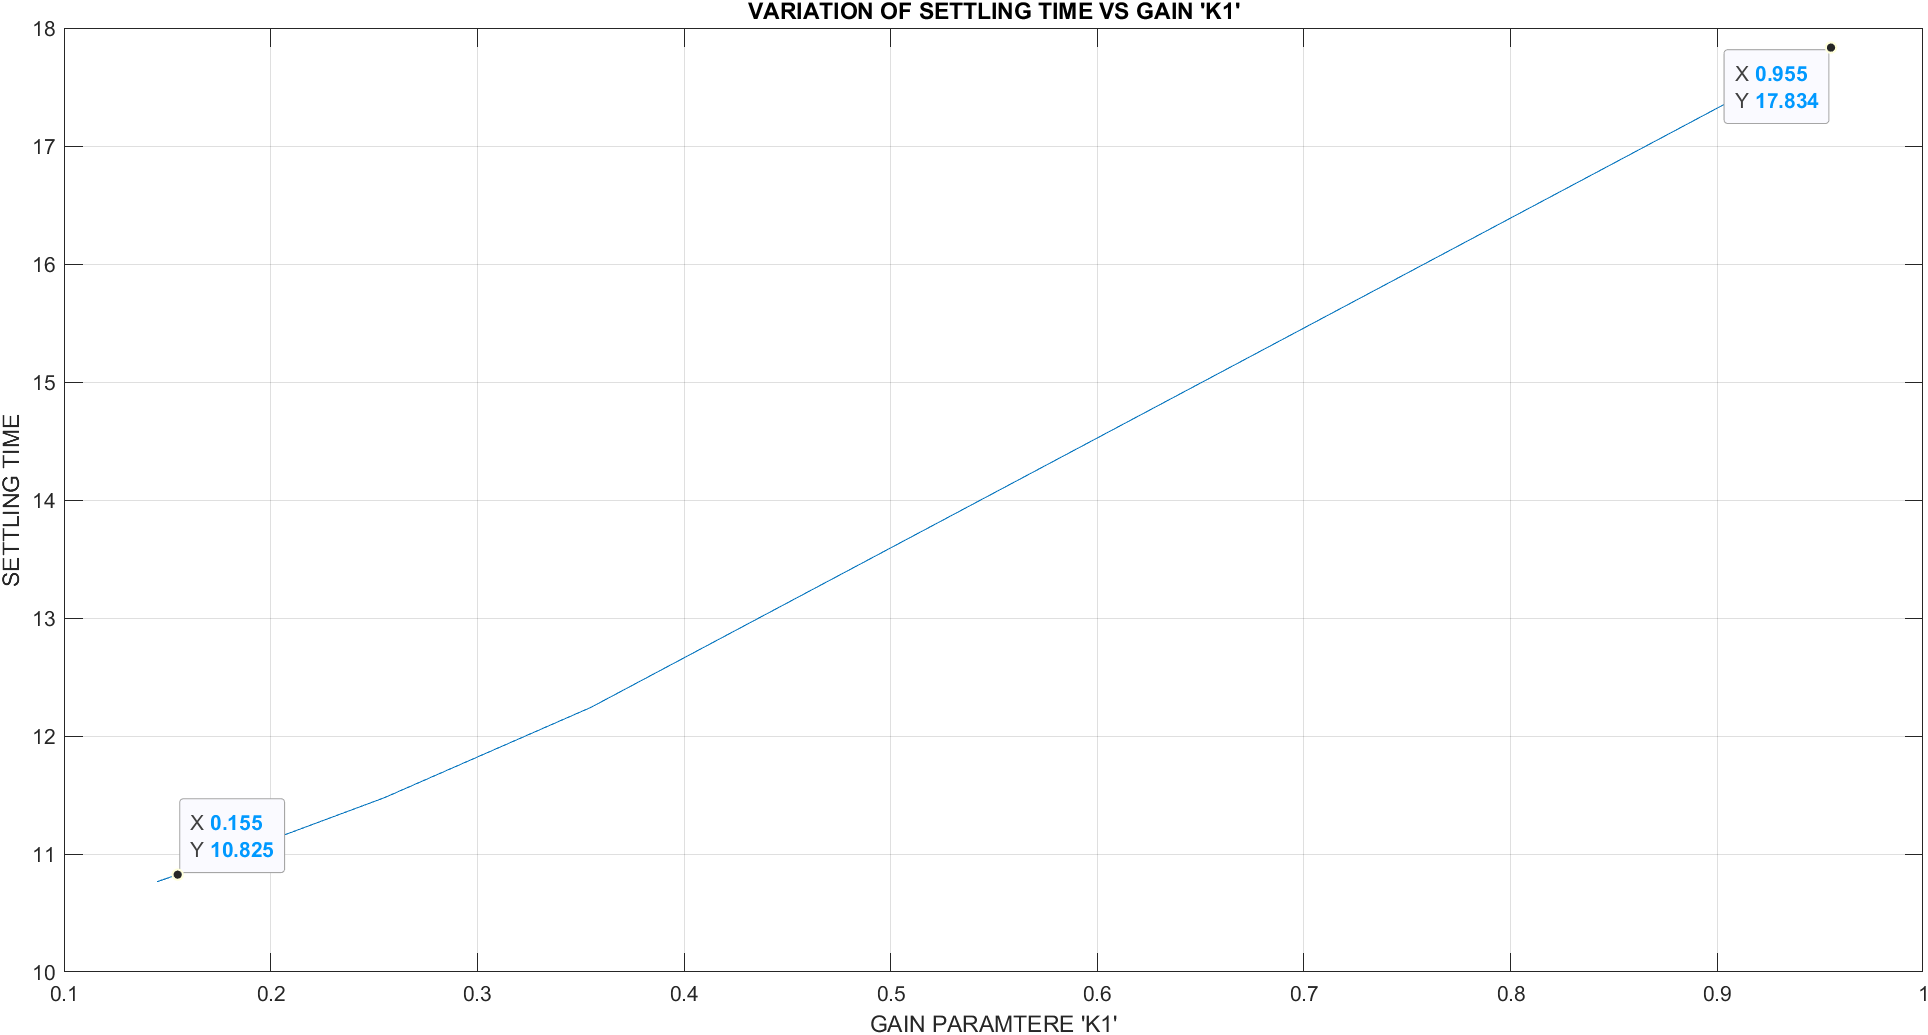 VARIATION OF SETTLING TIME VS GAIN 'K1'
18
17
16
15
14
13
12
11
10
SETTLING TIME
X 0.955
Y 17.834
X 0.155
Y 10.825
0.1 0.2 0.3 0.4 0.5 0.6 0.7 0.8 0.9 1
GAIN PARAMTERE 'K1'